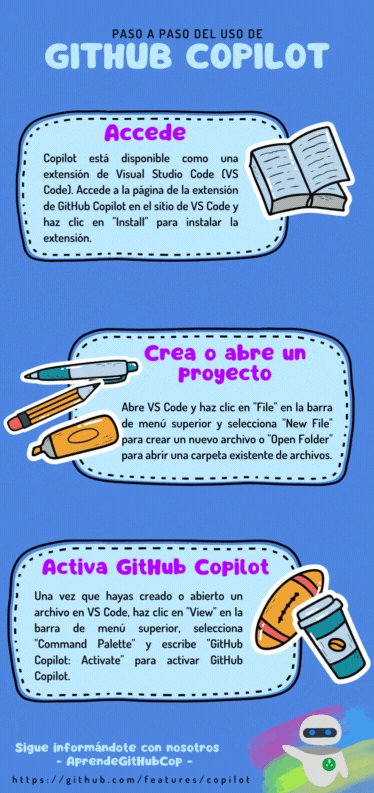 PASO A PASO DEL USO DE
GITHUB COPILOT
Accede
Copilot está disponible como una
extensión de Visual Studio Code (VS
Code). Accede a la página de la extensión
de GitHub Copilot en el sitio de VS Code y
haz clic en "Install" para instalar la
extensión.
Crea o abre un
proyecto
Abre VS Code y haz clic en "File" en la barra
de menú superior y selecciona "New File"
para crear un nuevo archivo o "Open Folder"
para abrir una carpeta existente de archivos.
Activa GitHub Copilot
Una vez que hayas creado o abierto un
archivo en VS Code, haz clic en "View" en la
barra de menú superior, selecciona
"Command Palette" y escribe "GitHub
Copilot: Activate" para activar GitHub
Copilot.
Sigue informándote con nosotros
- AprendeGitHubCop -
https://github.com/features/copilot